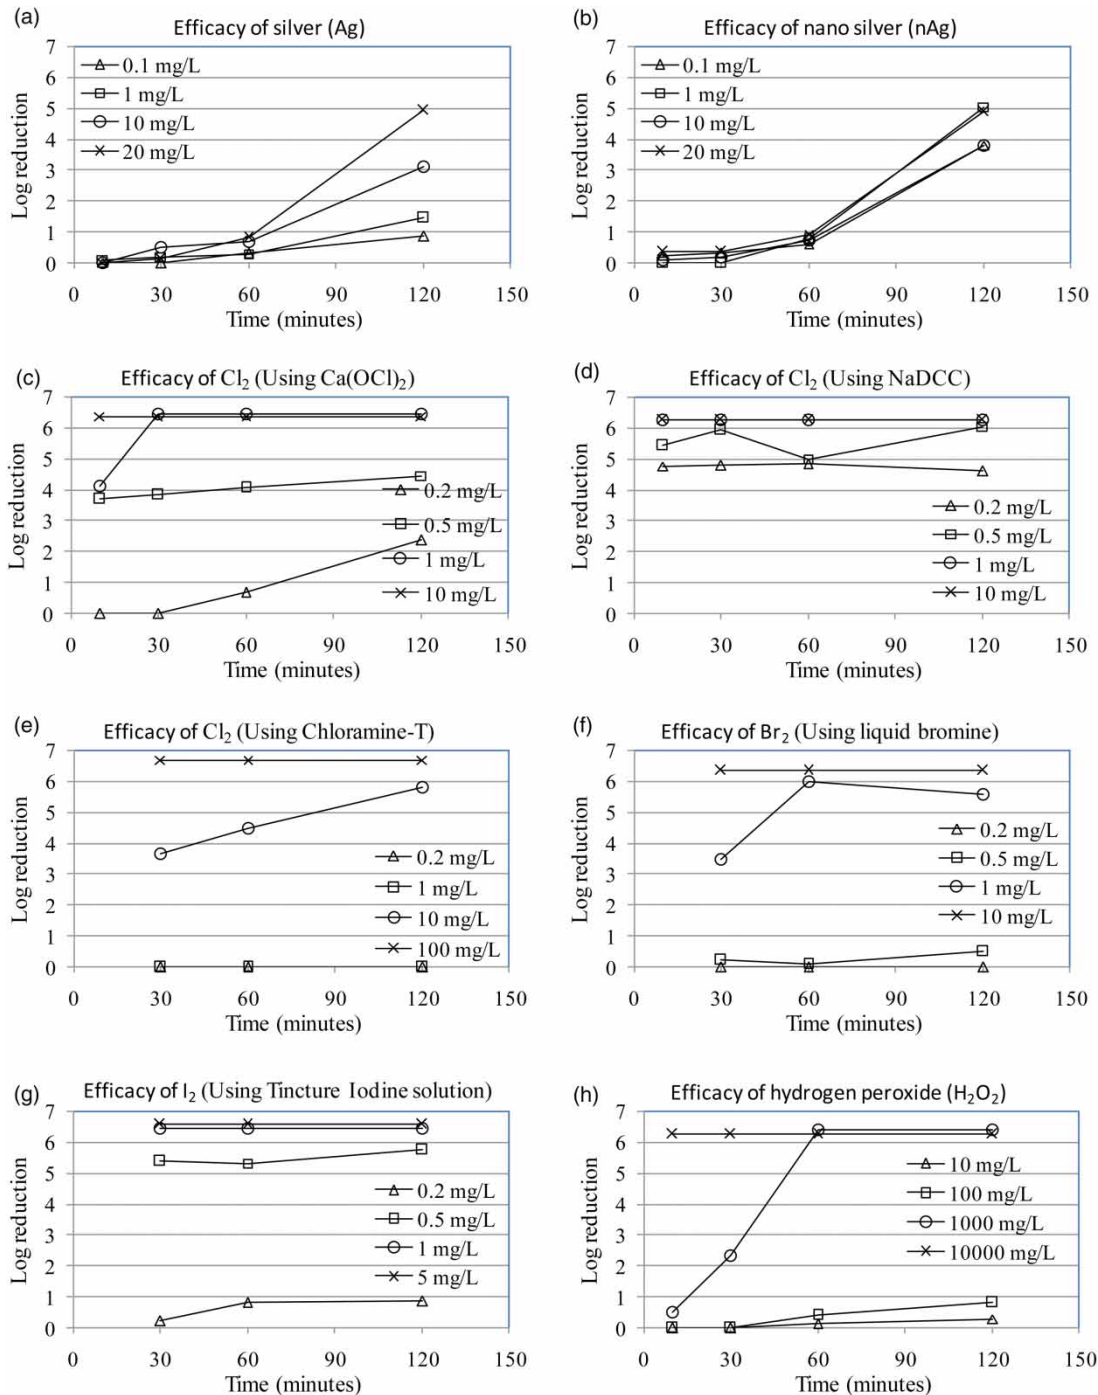 (a)
Efficacy of silver (Ag)
7
6
5
4
3
2
1
0
Log reduction
0.1 mg/L
1 mg/L
10 mg/L
20 mg/L
0 30 60 90 120 150
Time (minutes)
(b)
Efficacy of nano silver (nAg)
7
6
5
4
3
2
1
0
Log reduction
0.1 mg/L
1 mg/L
10 mg/L
20 mg/L
0 30 60 90 120 150
Time (minutes)
(c)
Efficacy of Cl₂ (Using Ca(OCl)₂)
7
6
5
4
3
2
1
0
Log reduction
0.2 mg/L
0.5 mg/L
1 mg/L
10 mg/L
0 30 60 90 120 150
Time (minutes)
(d)
Efficacy of Cl₂ (Using NaDCC)
7
6
5
4
3
2
1
0
Log reduction
0.2 mg/L
0.5 mg/L
1 mg/L
10 mg/L
0 30 60 90 120 150
Time (minutes)
(e)
Efficacy of Cl₂ (Using Chloramine-T)
7
6
5
4
3
2
1
0
Log reduction
0.2 mg/L
1 mg/L
10 mg/L
100 mg/L
0 30 60 90 120 150
Time (minutes)
(f)
Efficacy of Br₂ (Using liquid bromine)
7
6
5
4
3
2
1
0
Log reduction
0.2 mg/L
0.5 mg/L
1 mg/L
10 mg/L
0 30 60 90 120 150
Time (minutes)
(g)
Efficacy of I₂ (Using Tincture Iodine solution)
7
6
5
4
3
2
1
0
Log reduction
0.2 mg/L
0.5 mg/L
1 mg/L
5 mg/L
0 30 60 90 120 150
Time (minutes)
(h)
Efficacy of hydrogen peroxide (H₂O₂)
7
6
5
4
3
2
1
0
Log reduction
10 mg/L
100 mg/L
1000 mg/L
10000 mg/L
0 30 60 90 120 150
Time (minutes)